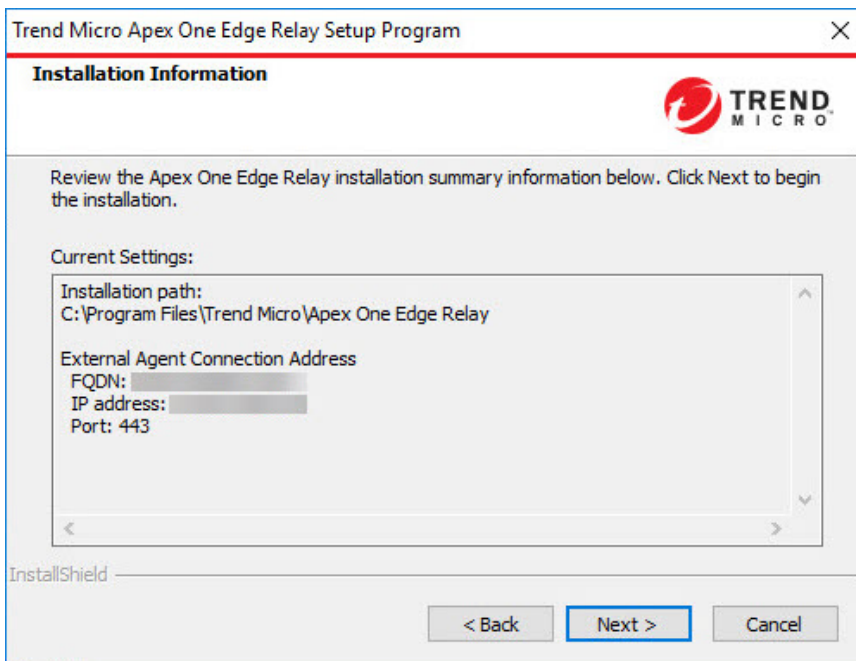 Trend Micro Apex One Edge Relay Setup Program
Installation Information
TREND
MICRO
Review the Apex One Edge Relay installation summary information below. Click Next to begin
the installation.
Current Settings:
Installation path:
C:\Program Files\Trend Micro\Apex One Edge Relay
External Agent Connection Address
FQDN:
IP address:
Port: 443
InstallShield
< Back
Next >
Cancel